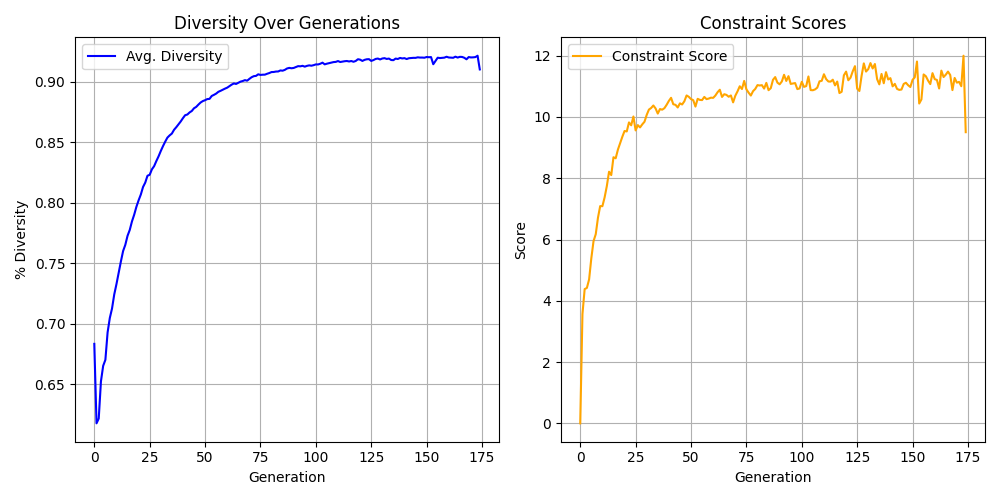 Diversity Over Generations
Avg. Diversity
% Diversity
0.90
0.85
0.80
0.75
0.70
0.65
0 25 50 75 100 125 150 175
Generation
Constraint Scores
Constraint Score
Score
12
10
8
6
4
2
0
0 25 50 75 100 125 150 175
Generation